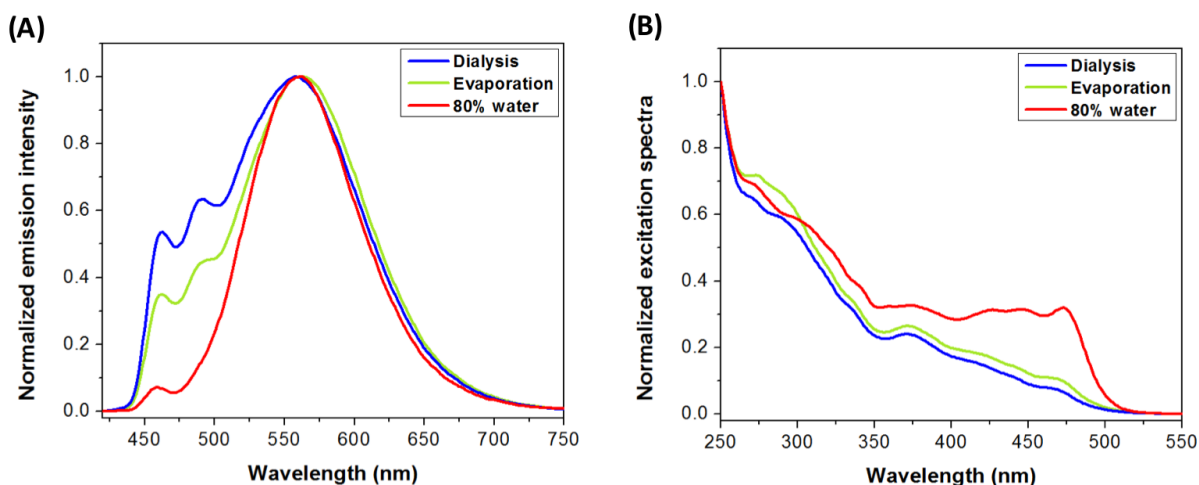 (A)
Normalized emission intensity
1.0
0.8
0.6
0.4
0.2
0.0
Dialysis
Evaporation
80% water
450 500 550 600 650 700 750
Wavelength (nm)
(B)
Normalized excitation spectra
1.0
0.8
0.6
0.4
0.2
0.0
Dialysis
Evaporation
80% water
250 300 350 400 450 500 550
Wavelength (nm)